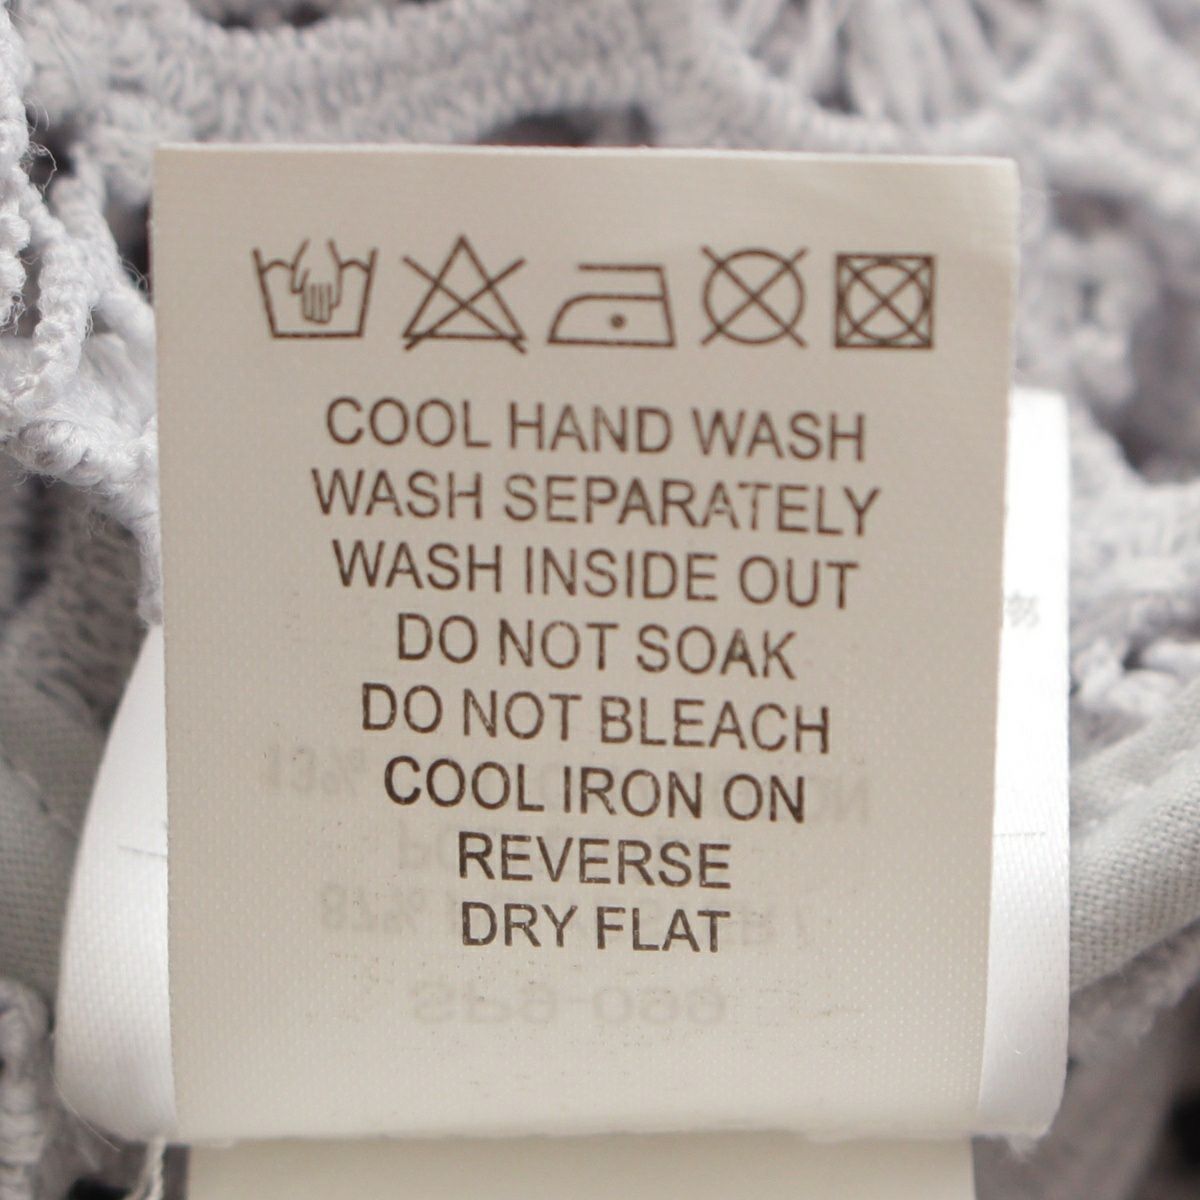 COOL HAND WASH
WASH SEPARATELY
WASH INSIDE OUT
DO NOT SOAK
DO NOT BLEACH
COOL IRON ON
REVERSE
DRY FLAT